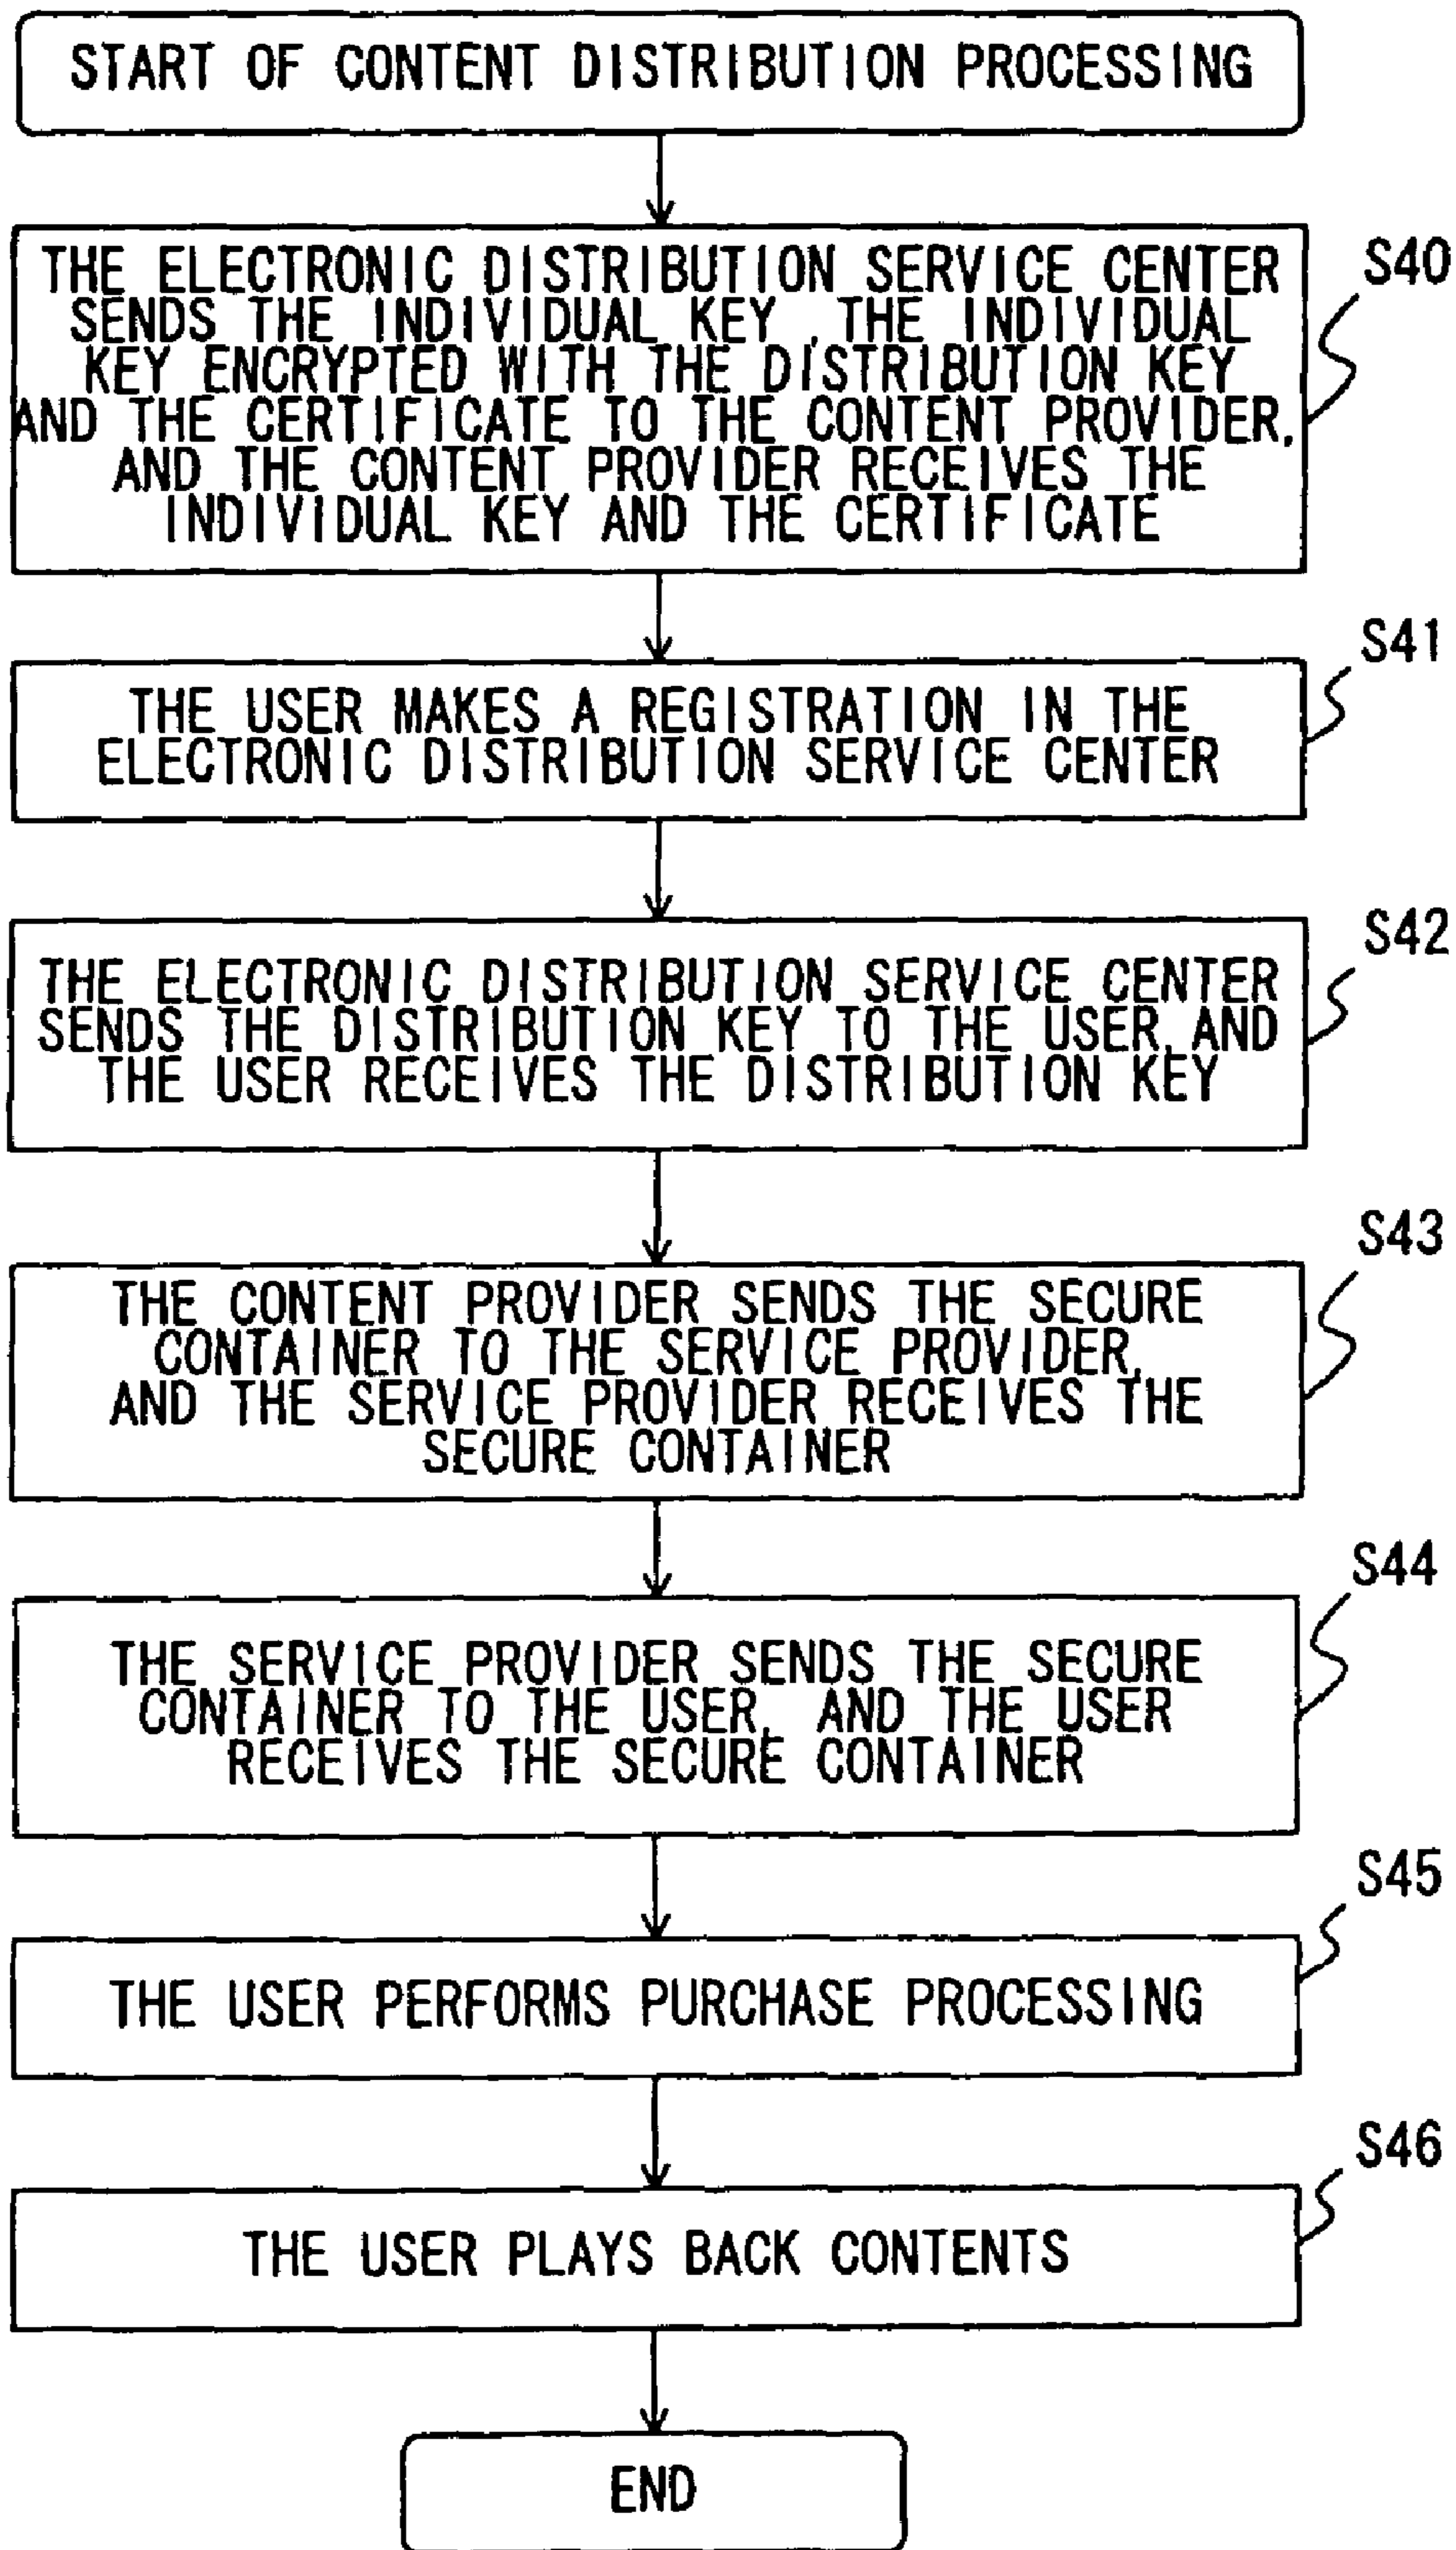 START OF CONTENT DISTRIBUTION PROCESSING
S40
THE ELECTRONIC DISTRIBUTION SERVICE CENTER
SENDS THE INDIVIDUAL KEY, THE INDIVIDUAL
KEY ENCRYPTED WITH THE DISTRIBUTION KEY
AND THE CERTIFICATE TO THE CONTENT PROVIDER,
AND THE CONTENT PROVIDER RECEIVES THE
INDIVIDUAL KEY AND THE CERTIFICATE
S41
THE USER MAKES A REGISTRATION IN THE
ELECTRONIC DISTRIBUTION SERVICE CENTER
S42
THE ELECTRONIC DISTRIBUTION SERVICE CENTER
SENDS THE DISTRIBUTION KEY TO THE USER, AND
THE USER RECEIVES THE DISTRIBUTION KEY
S43
THE CONTENT PROVIDER SENDS THE SECURE
CONTAINER TO THE SERVICE PROVIDER,
AND THE SERVICE PROVIDER RECEIVES THE
SECURE CONTAINER
S44
THE SERVICE PROVIDER SENDS THE SECURE
CONTAINER TO THE USER, AND THE USER
RECEIVES THE SECURE CONTAINER
S45
THE USER PERFORMS PURCHASE PROCESSING
S46
THE USER PLAYS BACK CONTENTS
END